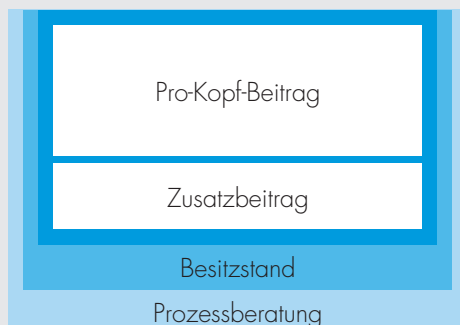 Pro-Kopf-Beitrag
Zusatzbeitrag
Besitzstand
Prozessberatung